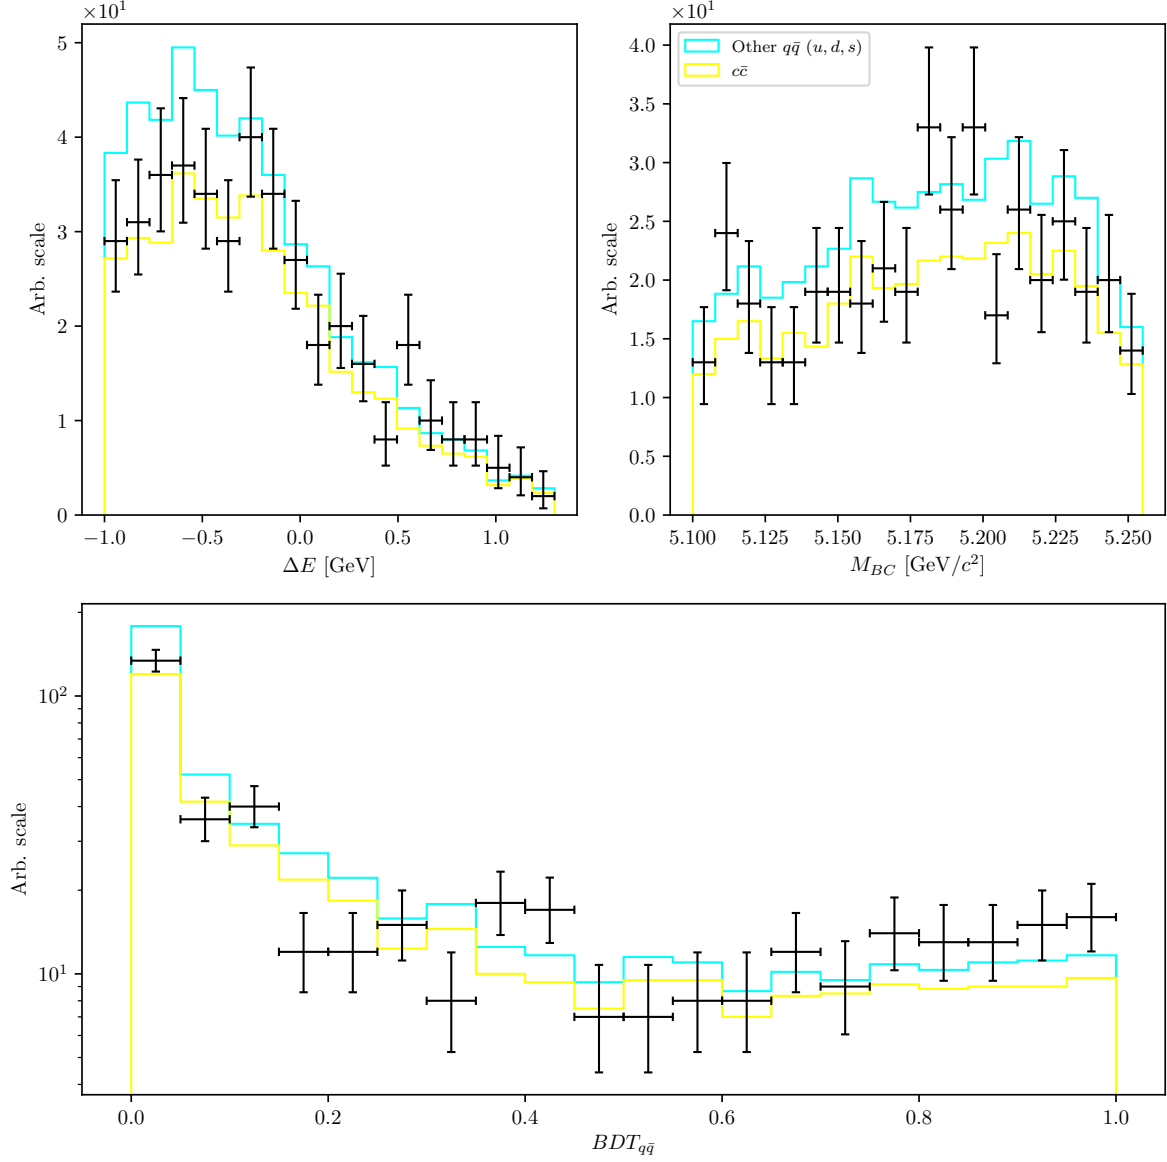 ×10¹
5
4
3
2
1
0
Arb. scale
−1.0 −0.5 0.0 0.5 1.0
ΔE [GeV]
×10¹
4.0
3.5
3.0
2.5
2.0
1.5
1.0
0.5
0.0
Arb. scale
Other qq̄ (u, d, s)
cc̄
5.100 5.125 5.150 5.175 5.200 5.225 5.250
M_BC [GeV/c²]
10²
10¹
Arb. scale
0.0 0.2 0.4 0.6 0.8 1.0
BDT_qq̄